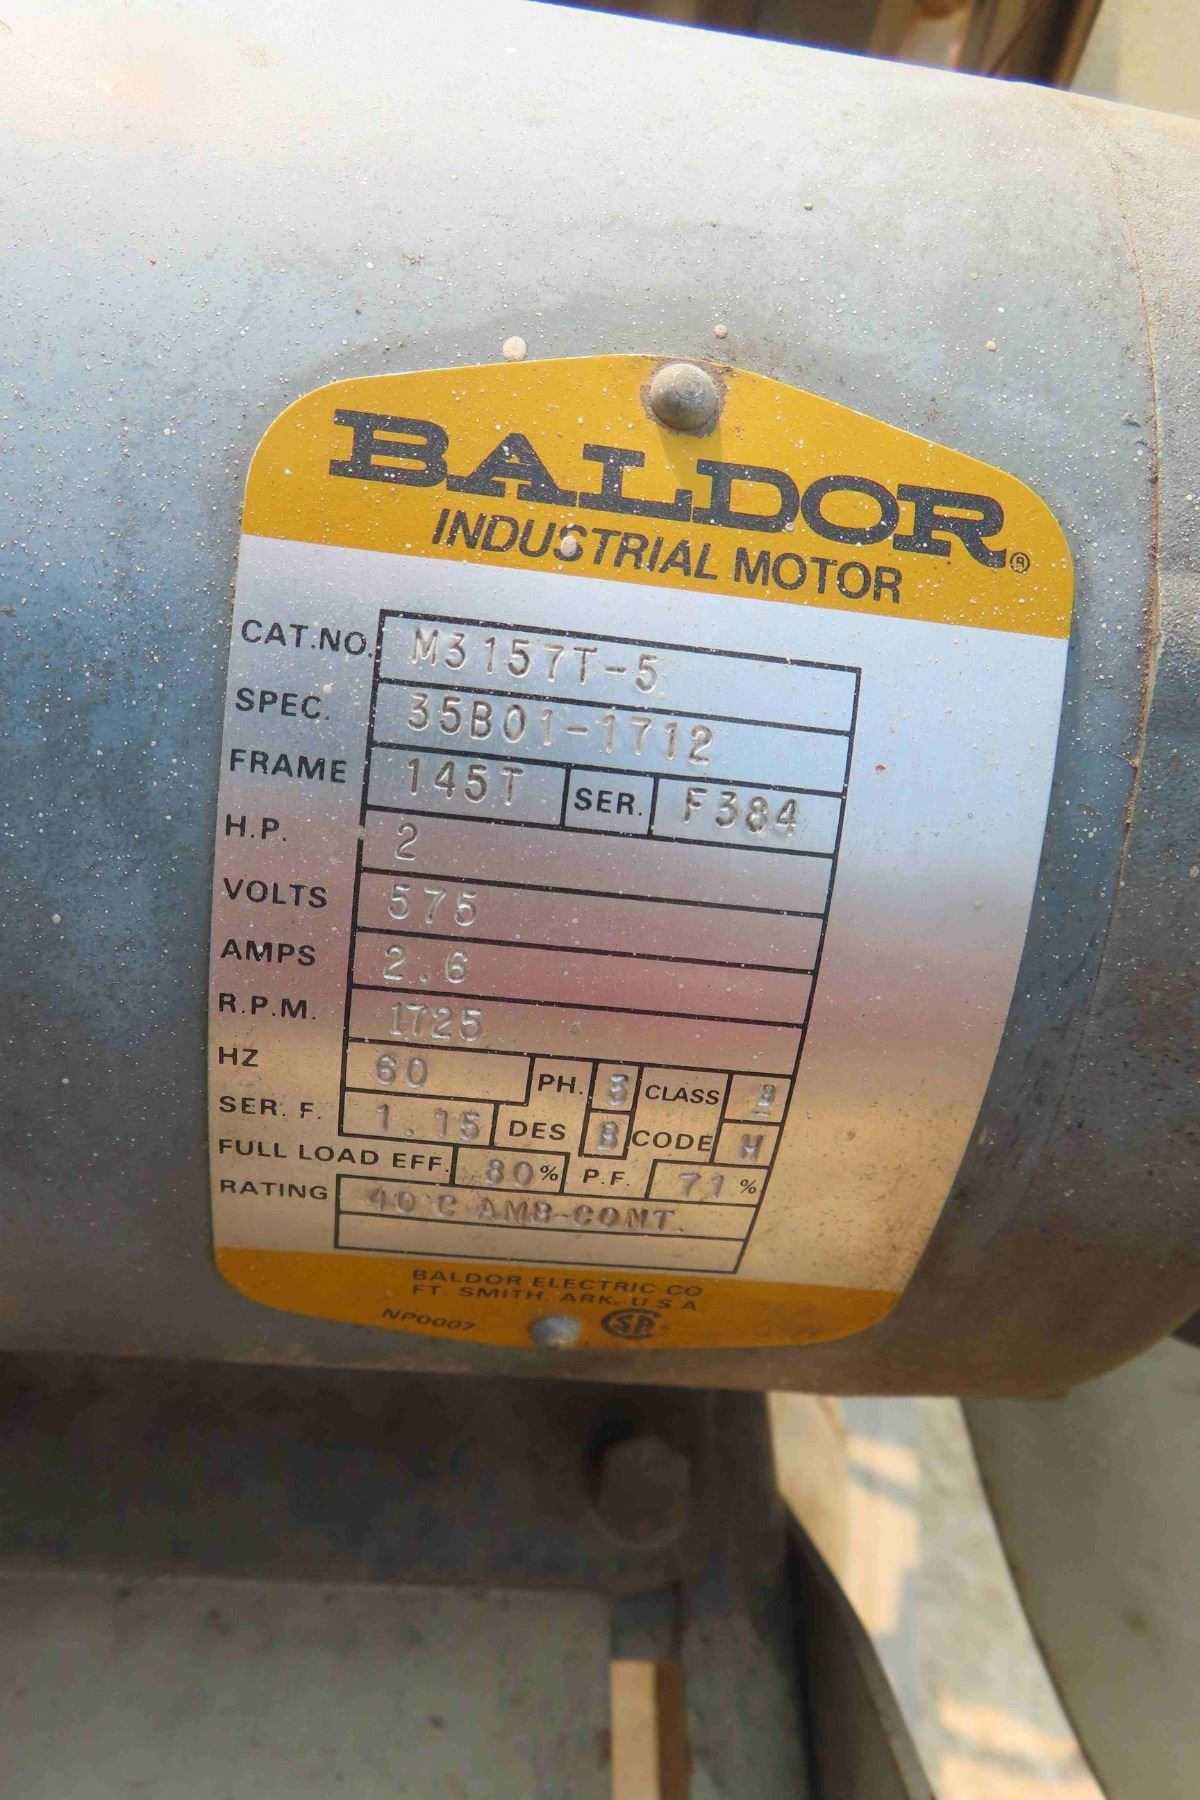 BALDOR®
INDUSTRIAL MOTOR
CAT.NO. M3157T-5
SPEC. 35B01-1712
FRAME 145T SER. F384
H.P. 2
VOLTS 575
AMPS 2.6
R.P.M. 1725
HZ 60 PH. 3 CLASS B
SER. F. 1.15 DES B CODE H
FULL LOAD EFF. 80% P.F. 71%
RATING 40°C AMB-CONT.
BALDOR ELECTRIC CO
FT. SMITH, ARK. U.S.A
NP0007 SA